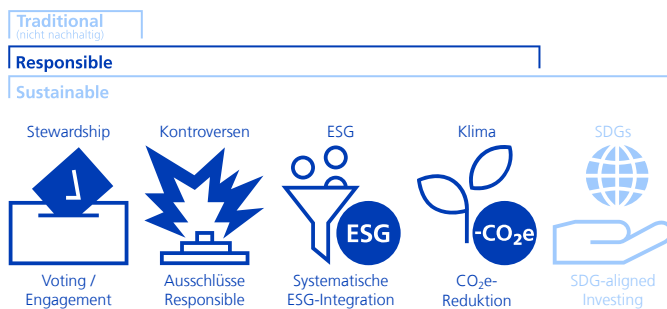 Traditional
(nicht nachhaltig)
Responsible
Sustainable
Stewardship Kontroversen ESG Klima SDGs
ESG -CO₂e
Voting / Ausschlüsse Systematische CO₂e- SDG-aligned
Engagement Responsible ESG-Integration Reduktion Investing